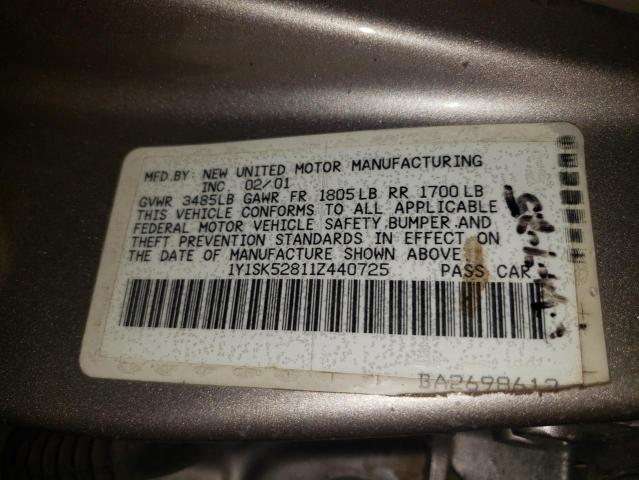 MFD.BY: NEW UNITED MOTOR MANUFACTURING
INC. 02/01
GVWR 3485LB GAWR FR 1805LB RR 1700LB
THIS VEHICLE CONFORMS TO ALL APPLICABLE
FEDERAL MOTOR VEHICLE SAFETY,BUMPER,AND
THEFT PREVENTION STANDARDS IN EFFECT ON
THE DATE OF MANUFACTURE SHOWN ABOVE.
1Y1SK52811Z440725 PASS CAR
BA2698612